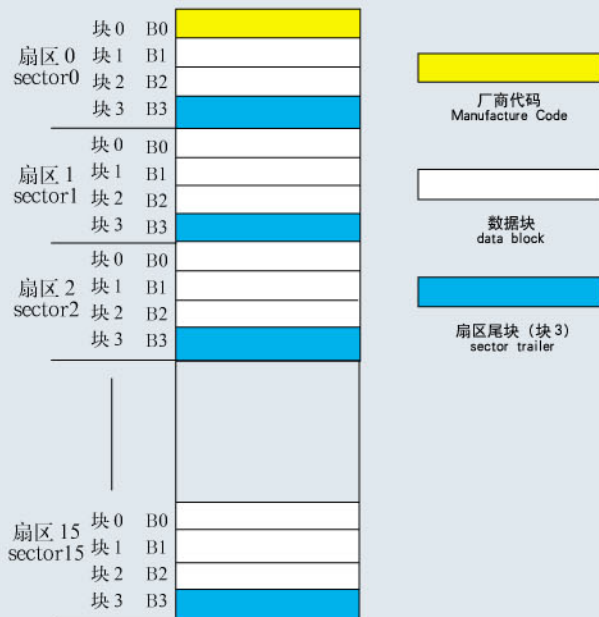 块0 B0
扇区0 块1 B1
sector0 块2 B2
块3 B3
块0 B0
扇区1 块1 B1
sector1 块2 B2
块3 B3
块0 B0
扇区2 块1 B1
sector2 块2 B2
块3 B3
块0 B0
扇区15 块1 B1
sector15 块2 B2
块3 B3
厂商代码
Manufacture Code
数据块
data block
扇区尾块（块3）
sector trailer